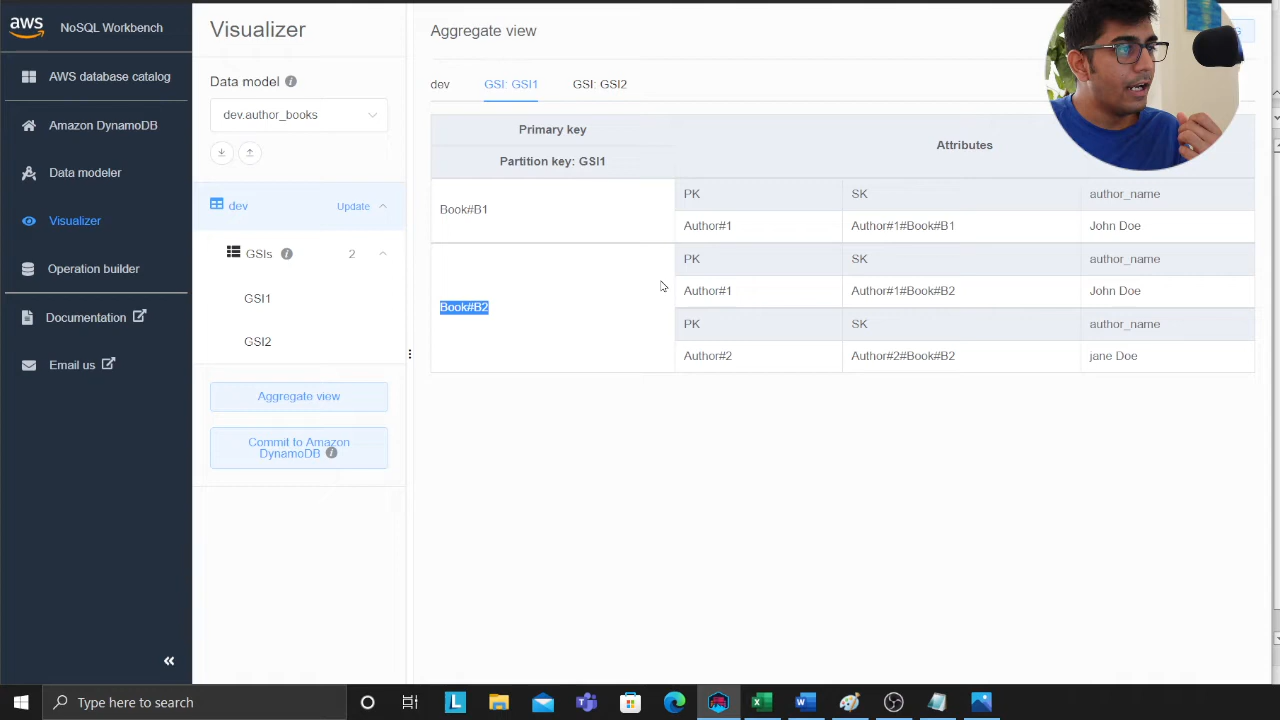 aws
NoSQL Workbench
AWS database catalog
Amazon DynamoDB
Data modeler
Visualizer
Operation builder
Documentation
Email us
«
Visualizer
Data model
dev.author_books
dev
Update
GSIs
2
GSI1
GSI2
Aggregate view
Commit to Amazon
DynamoDB
Aggregate view
dev
GSI: GSI1
GSI: GSI2
Primary key
Attributes
Partition key: GSI1
Book#B1
PK
SK
author_name
Author#1
Author#1#Book#B1
John Doe
Book#B2
PK
SK
author_name
Author#1
Author#1#Book#B2
John Doe
PK
SK
author_name
Author#2
Author#2#Book#B2
jane Doe
Type here to search